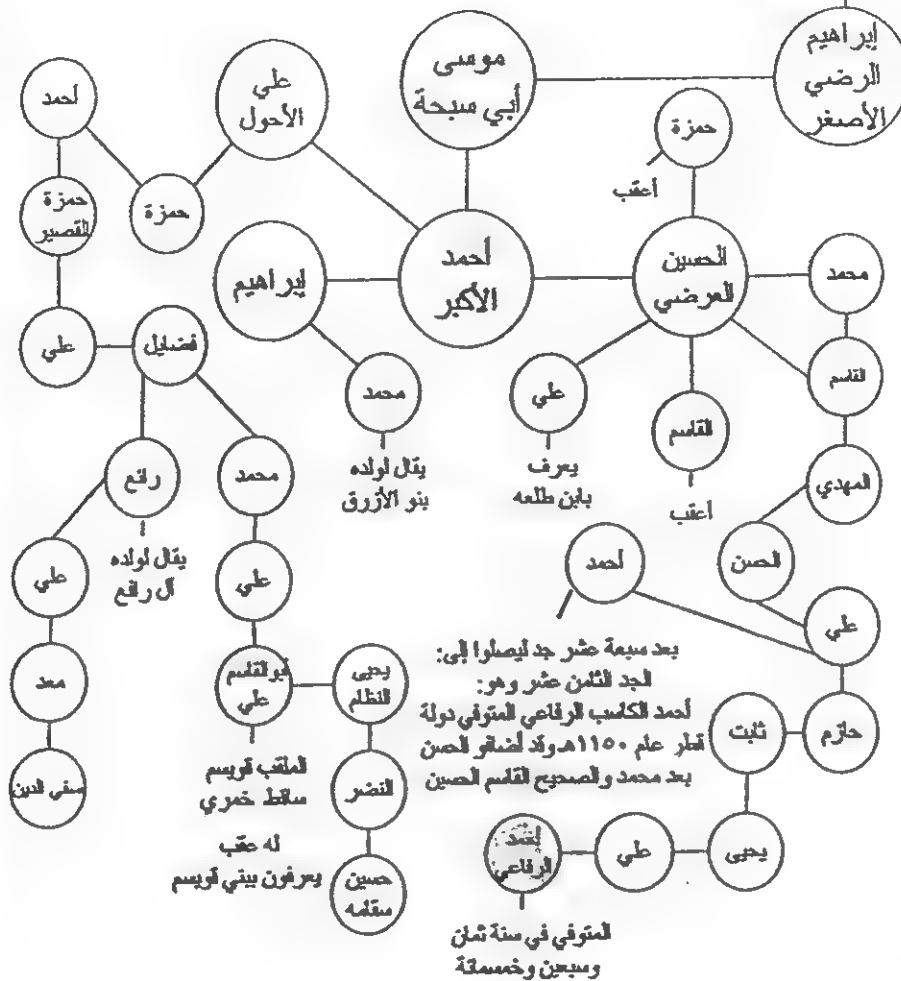 إبراهيم
الرضي
الأصغر
موسى
أبي سبحة
علي
الأحول
أحمد
حمزة
أعقب
حمزة
القصير
حمزة
أحمد
الأكبر
الحسين
العرضي
محمد
إبراهيم
علي
فضايل
محمد
يقال لولده
بنو الأزرق
علي
يعرف
بابن طلعه
القاسم
أعقب
القاسم
رافع
يقال لولده
آل رافع
محمد
المهدي
الحسن
أحمد
علي
علي
علي
بعد سبعة عشر جد ليصلوا إلى:
الجد الثامن عشر وهو:
أحمد الكاسب الرفاعي المتوفي دولة
قطر عام ١١٥٠هـ وقد أضافو الحسن
بعد محمد والصحيح القاسم الحسين
معد
أبو القاسم
علي
يحيى
النظام
ثابت
حازم
الملقب قويسم
ساقط خمري
له عقب
يعرفون ببني قويسم
صفي الدين
النضر
حسين
سقامه
أحمد
الرفاعي
علي
يحيى
المتوفي في سنة ثمان
وسبعين وخمسمائة